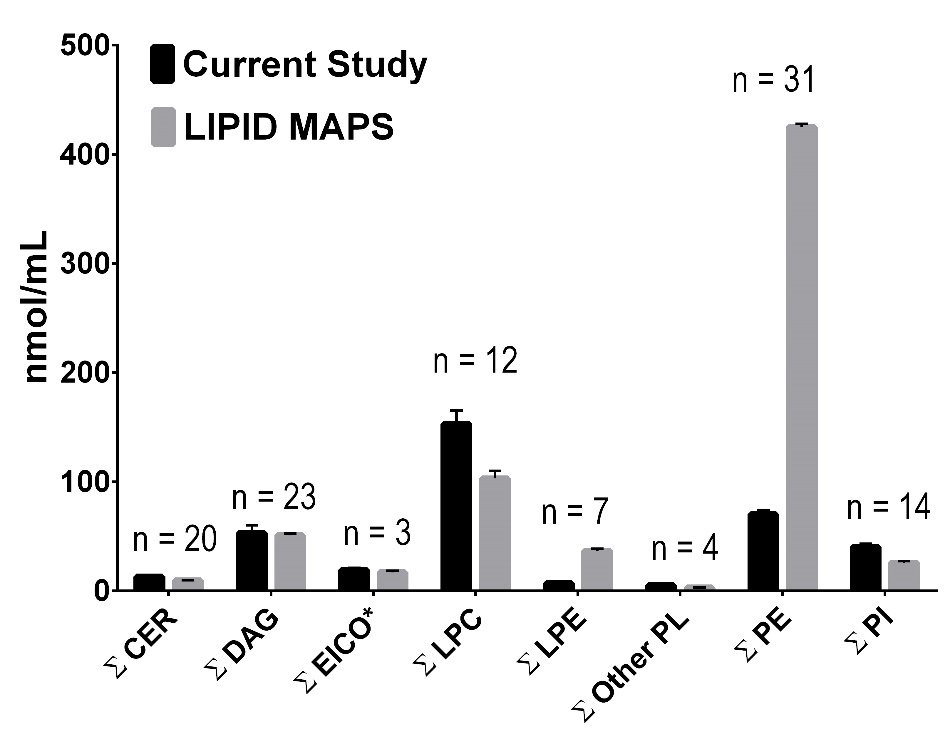 500
400
300
200
100
0
nmol/mL
Current Study
LIPID MAPS
n = 20
n = 23
n = 3
n = 12
n = 7
n = 4
n = 31
n = 14
Σ CER
Σ DAG
Σ EICO*
Σ LPC
Σ LPE
Σ Other PL
Σ PE
Σ PI